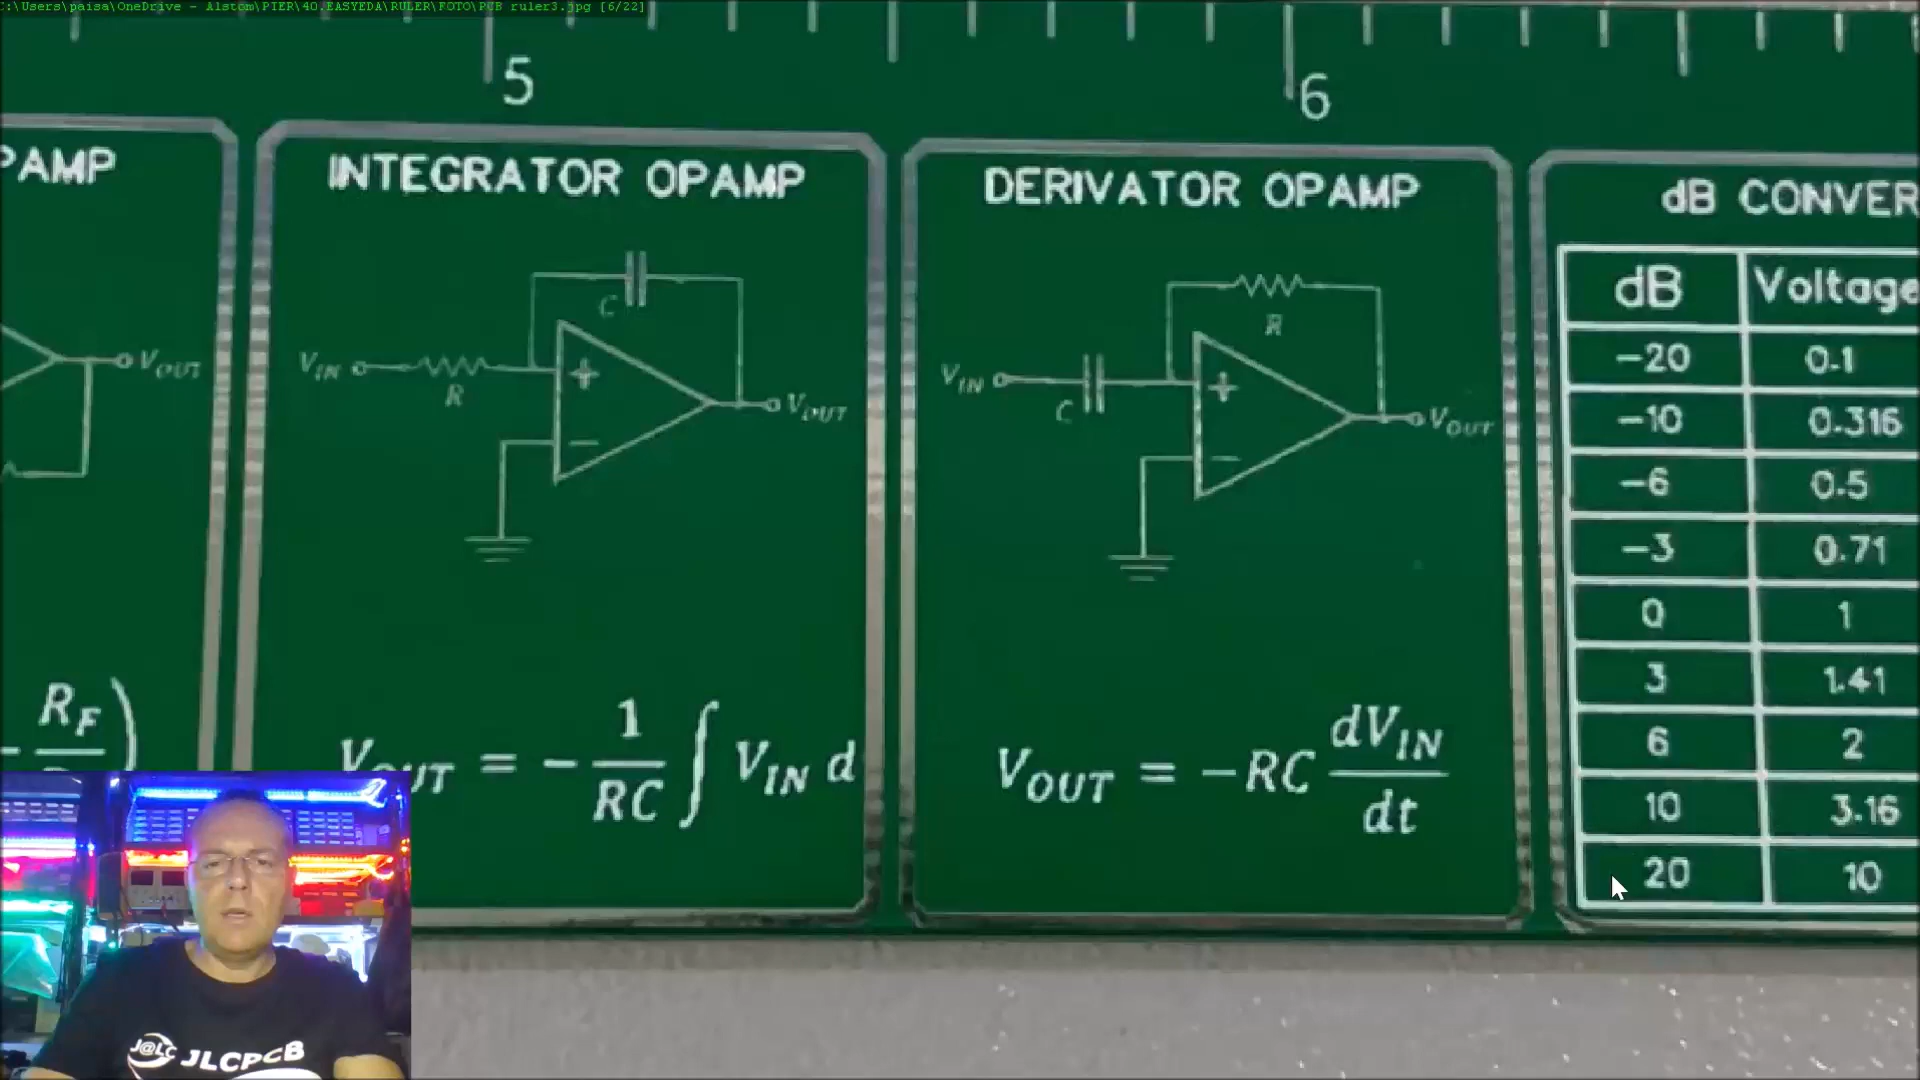 C:\Users\paisa\OneDrive - Alstom\PIER\40.EASYEDA\RULER\FOTO\PCB ruler3.jpg [6/22]
5
6
PAMP
VOUT
RF
INTEGRATOR OPAMP
C
VIN
R
+
−
VOUT
VOUT = −1/RC ∫ VIN d
DERIVATOR OPAMP
R
VIN
C
+
−
VOUT
VOUT = −RC dVIN/dt
dB CONVER
dB Voltage
−20 0.1
−10 0.316
−6 0.5
−3 0.71
0 1
3 1.41
6 2
10 3.16
20 10
J@LC JLCPCB